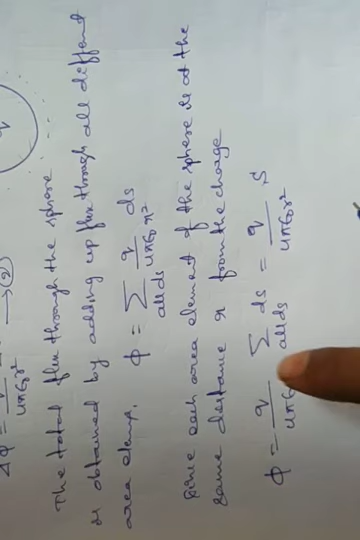 q
Δφ = q/4πε₀r² → (2)
The total flux through the sphere
is obtained by adding up flux through all different
area elemp.
φ = Σ all ds q/4πε₀r² ds
Since each area element of the sphere is at the
same distance r from the charge
φ = q/4πε₀ Σ all ds ds = q/4πε₀r² .S